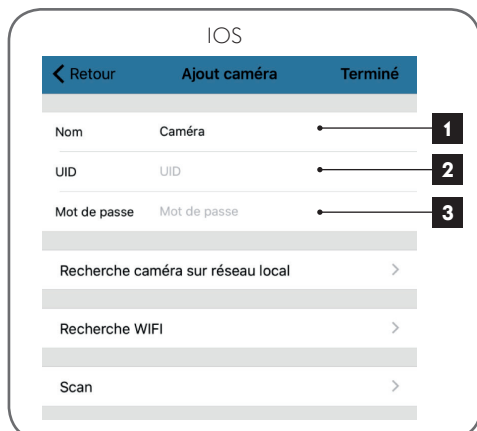 IOS
Retour Ajout caméra Terminé
Nom Caméra 1
UID UID 2
Mot de passe Mot de passe 3
Recherche caméra sur réseau local
Recherche WIFI
Scan